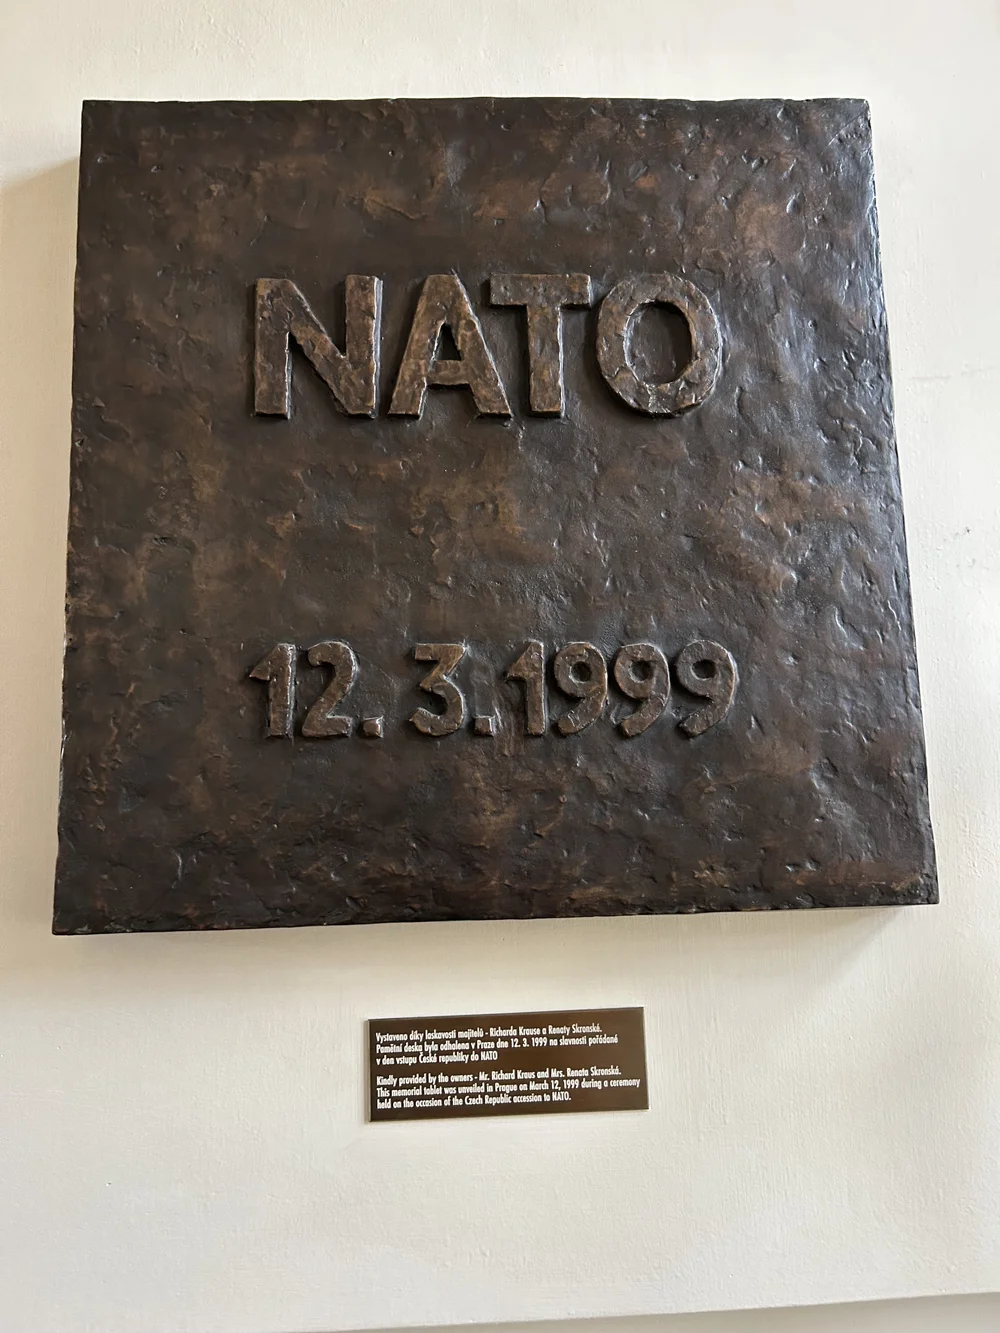 NATO
12. 3. 1999
Vystaveno díky laskavosti majitelů - Richarda Krause a Renaty Skronské.
Pamětní deska byla odhalena v Praze dne 12. 3. 1999 na slavnosti pořádané
v den vstupu České republiky do NATO
Kindly provided by the owners - Mr. Richard Kraus and Mrs. Renata Skronská.
This memorial tablet was unveiled in Prague on March 12, 1999 during a ceremony
held on the occasion of the Czech Republic accession to NATO.